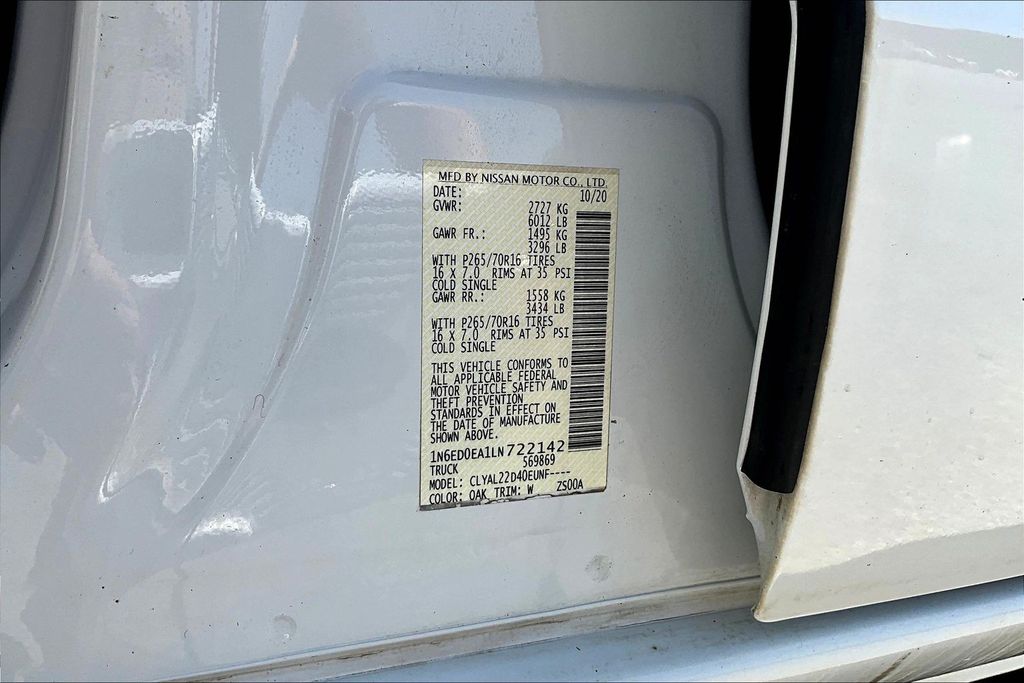 MFD BY NISSAN MOTOR CO., LTD.
DATE: 10/20
GVWR: 2727 KG
6012 LB
GAWR FR.: 1495 KG
3296 LB
WITH P265/70R16 TIRES
16 X 7.0 RIMS AT 35 PSI
COLD SINGLE
GAWR RR.: 1558 KG
3434 LB
WITH P265/70R16 TIRES
16 X 7.0 RIMS AT 35 PSI
COLD SINGLE
THIS VEHICLE CONFORMS TO
ALL APPLICABLE FEDERAL
MOTOR VEHICLE SAFETY AND
THEFT PREVENTION
STANDARDS IN EFFECT ON
THE DATE OF MANUFACTURE
SHOWN ABOVE.
1N6ED0EA1LN722142
TRUCK 569869
MODEL: CLYAL22D40EUNF----
COLOR: QAK TRIM: W ZS00A